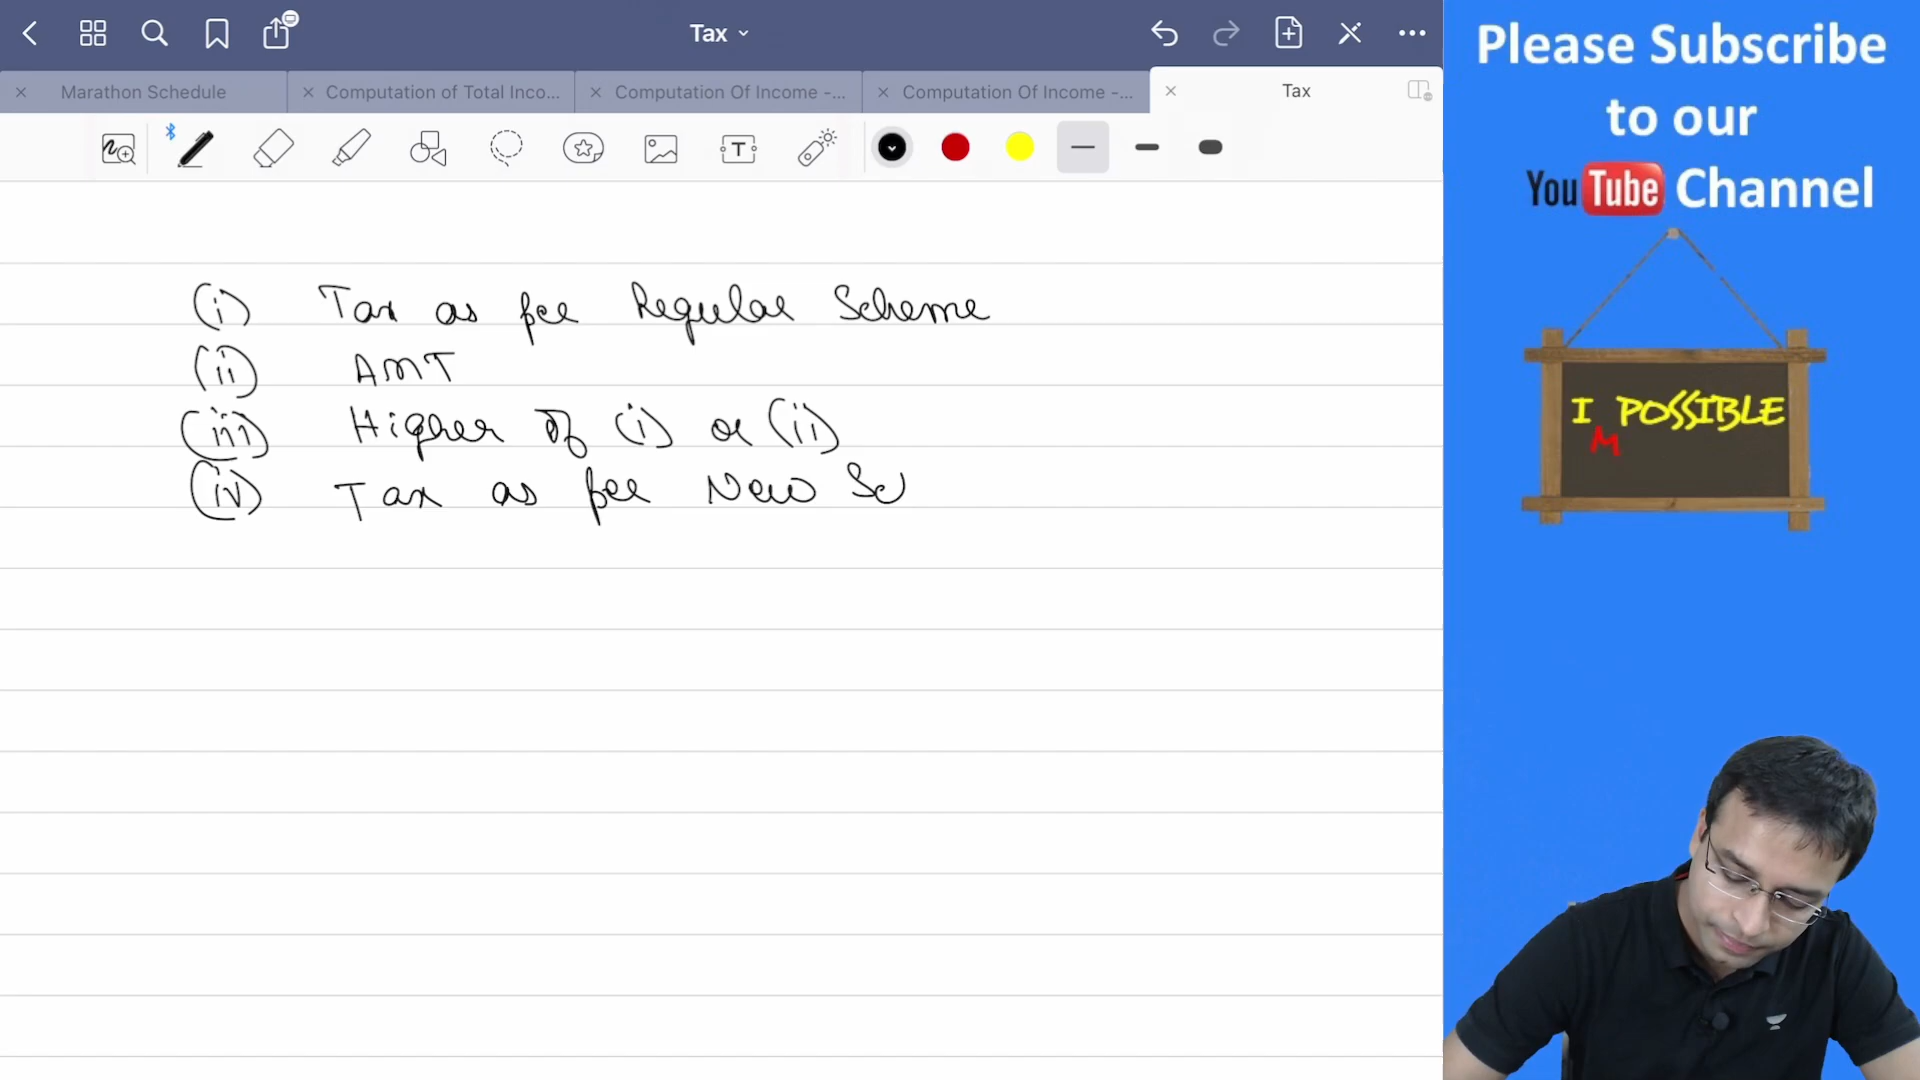 Tax
Marathon Schedule
Computation of Total Inco...
Computation Of Income -...
Computation Of Income -...
Tax
T
(i) Tax as per Regular Scheme
(ii) AMT
(iii) Higher of (i) or (ii)
(iv) Tax as per New Sc
Please Subscribe
to our
YouTube Channel
I POSSIBLE
M